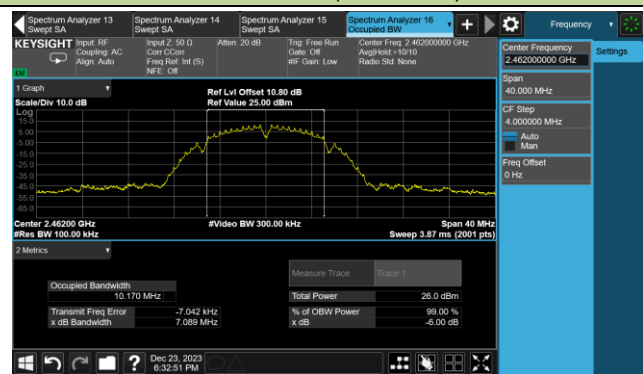 Spectrum Analyzer 13
Swept SA
Spectrum Analyzer 14
Swept SA
Spectrum Analyzer 15
Swept SA
Spectrum Analyzer 16
Occupied BW
Frequency
KEYSIGHT
Input: RF
Coupling: AC
Align: Auto
Input Z: 50 Ω
Corr CCorr
Freq Ref: Int (S)
NFE: Off
Atten: 20 dB
Trig: Free Run
Gate: Off
#IF Gain: Low
Center Freq: 2.462000000 GHz
Avg|Hold:>10/10
Radio Std: None
Center Frequency
2.462000000 GHz
Settings
Span
40.000 MHz
CF Step
4.000000 MHz
Auto
Man
Freq Offset
0 Hz
1 Graph
Scale/Div 10.0 dB
Ref Lvl Offset 10.80 dB
Ref Value 25.00 dBm
Log
15.0
5.00
-5.00
-15.0
-25.0
-35.0
-45.0
-55.0
-65.0
Center 2.46200 GHz
#Res BW 100.00 kHz
#Video BW 300.00 kHz
Span 40 MHz
Sweep 3.87 ms (2001 pts)
2 Metrics
Measure Trace
Trace 1
Occupied Bandwidth
10.170 MHz
Total Power
26.0 dBm
Transmit Freq Error
-7.042 kHz
% of OBW Power
99.00 %
x dB Bandwidth
7.089 MHz
x dB
-6.00 dB
Dec 23, 2023
6:32:51 PM